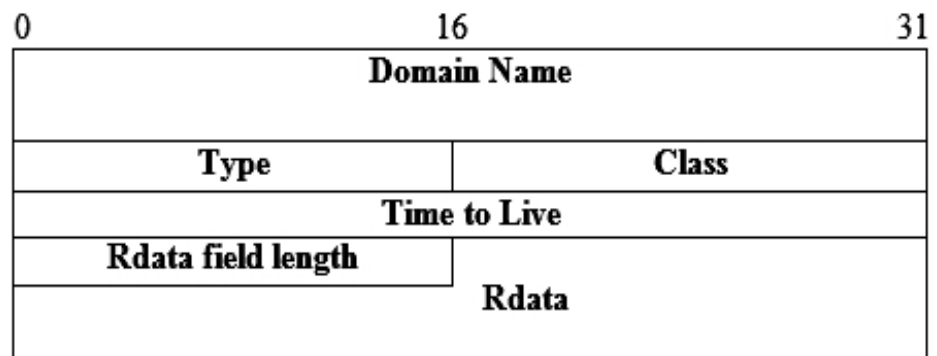 0 16 31
Domain Name
Type Class
Time to Live
Rdata field length
Rdata